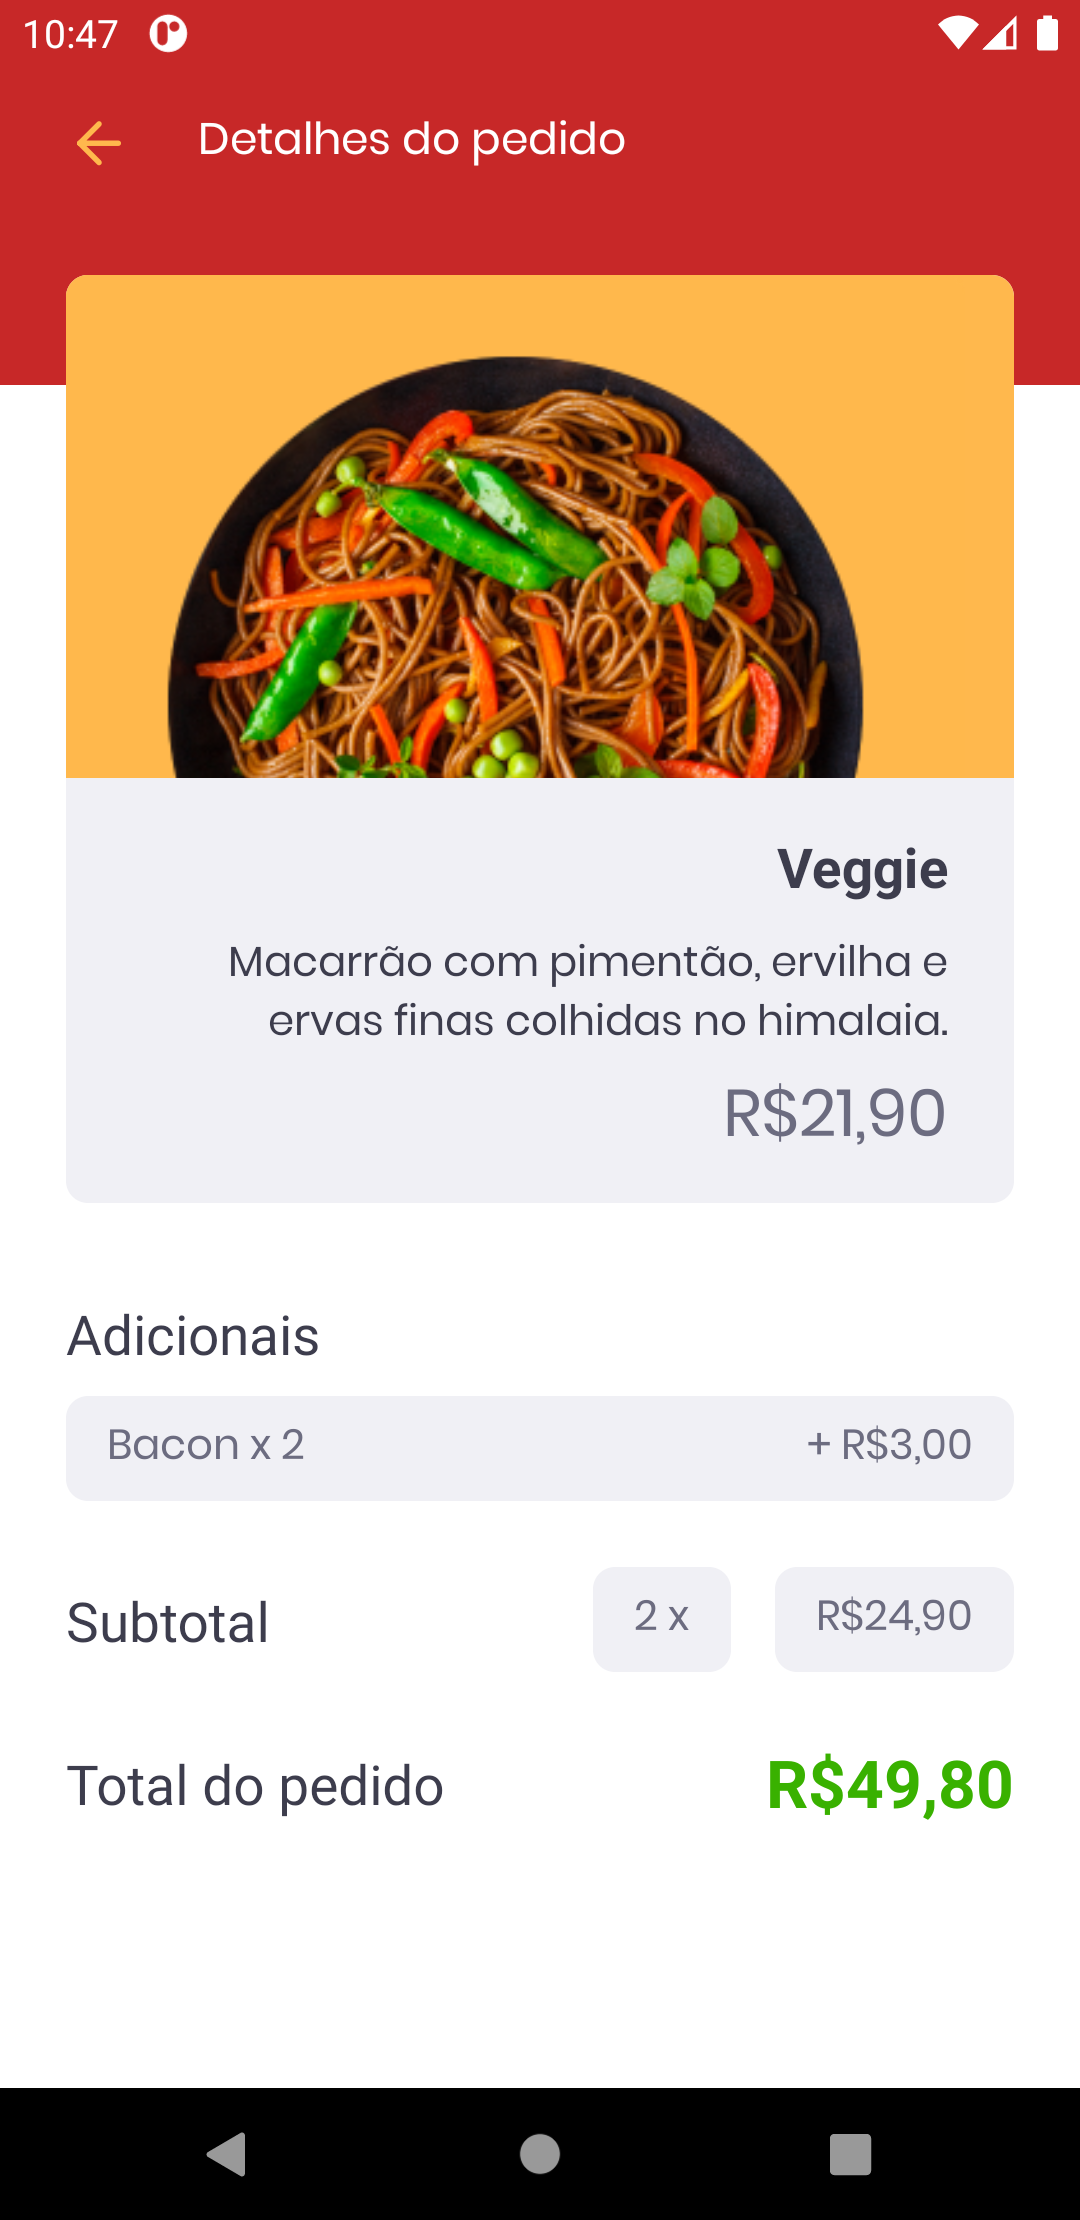 10:47
Detalhes do pedido
Veggie
Macarrão com pimentão, ervilha e
ervas finas colhidas no himalaia.
R$21,90
Adicionais
Bacon x 2 + R$3,00
Subtotal 2 x R$24,90
Total do pedido R$49,80